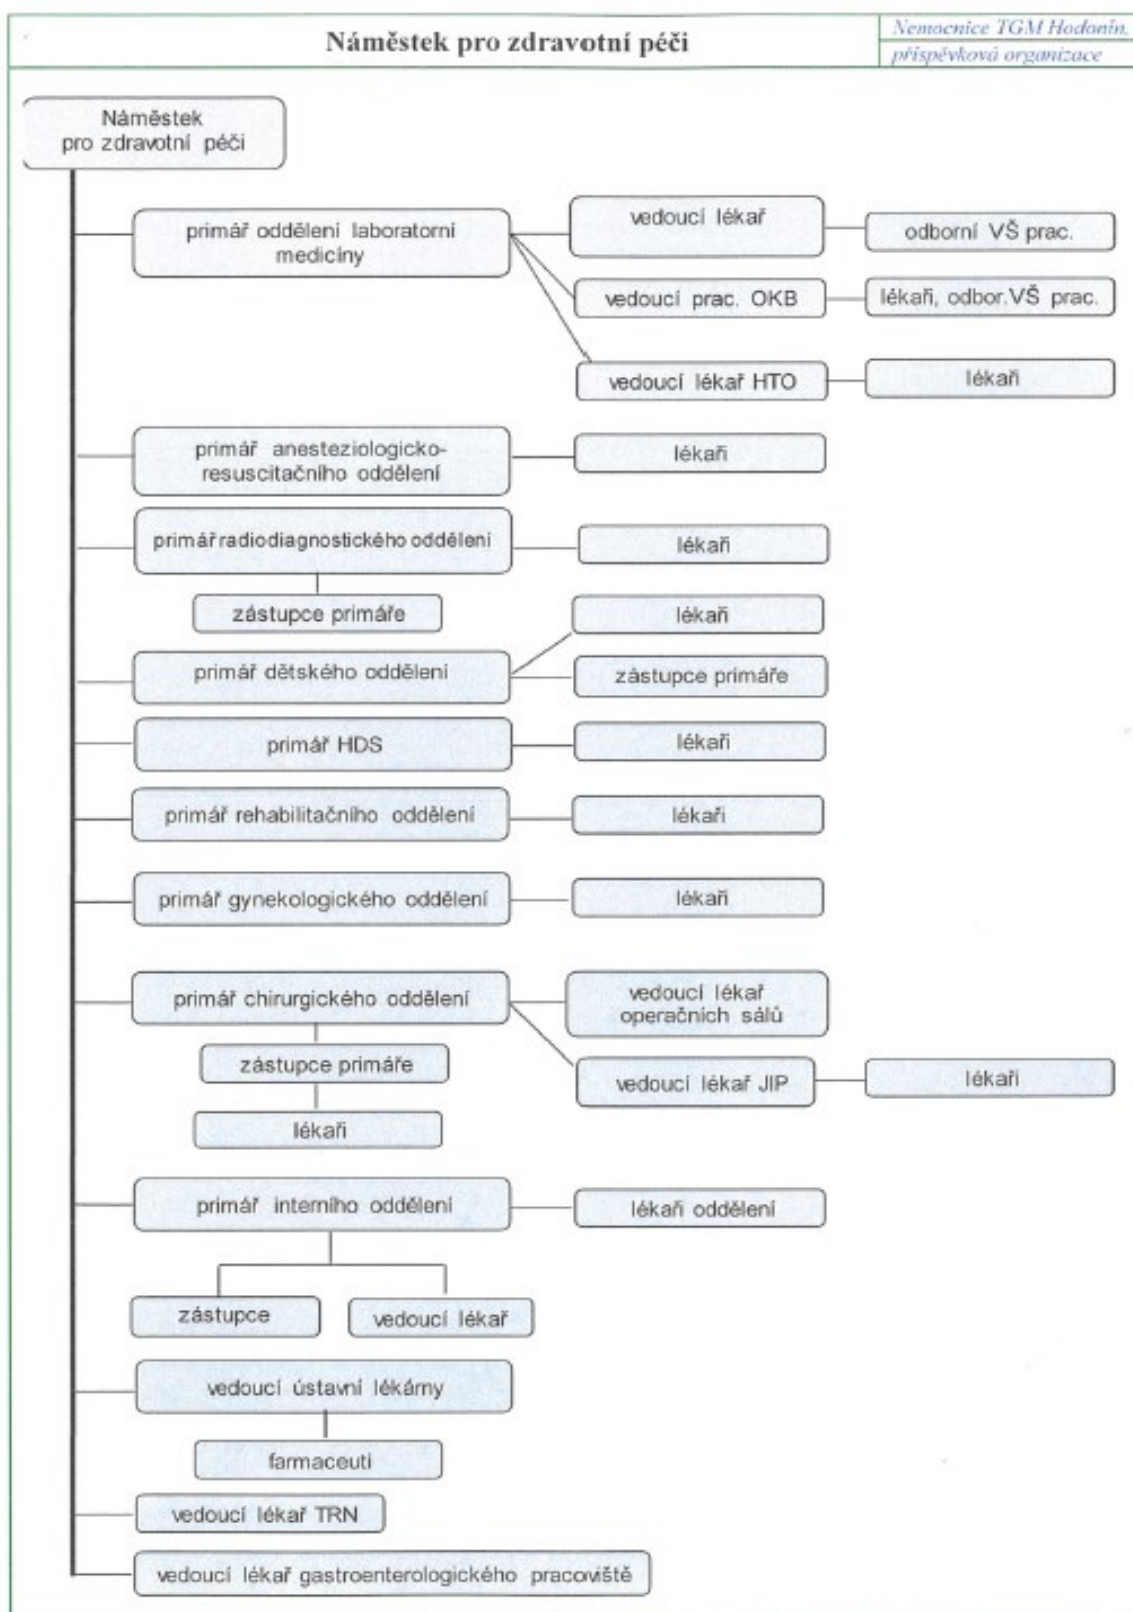 Náměstek pro zdravotní péči
Nemocnice TGM Hodonín,
příspěvková organizace
Náměstek
pro zdravotní péči
primář oddělení laboratorní
medicíny
vedoucí lékař
odborní VŠ prac.
vedoucí prac. OKB
lékaři, odbor.VŠ prac.
vedoucí lékař HTO
lékaři
primář anesteziologicko-
resuscitačního oddělení
lékaři
primář radiodiagnostického oddělení
lékaři
zástupce primáře
lékaři
primář dětského oddělení
zástupce primáře
primář HDS
lékaři
primář rehabilitačního oddělení
lékaři
primář gynekologického oddělení
lékaři
primář chirurgického oddělení
vedoucí lékař
operačních sálů
zástupce primáře
vedoucí lékař JIP
lékaři
lékaři
primář interního oddělení
lékaři oddělení
zástupce
vedoucí lékař
vedoucí ústavní lékárny
farmaceuti
vedoucí lékař TRN
vedoucí lékař gastroenterologického pracoviště